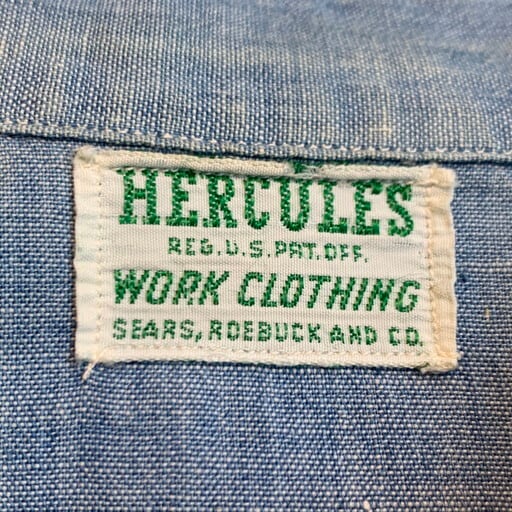 HERCULES
REG.U.S.PAT.OFF.
WORK CLOTHING
SEARS, ROEBUCK AND CO.